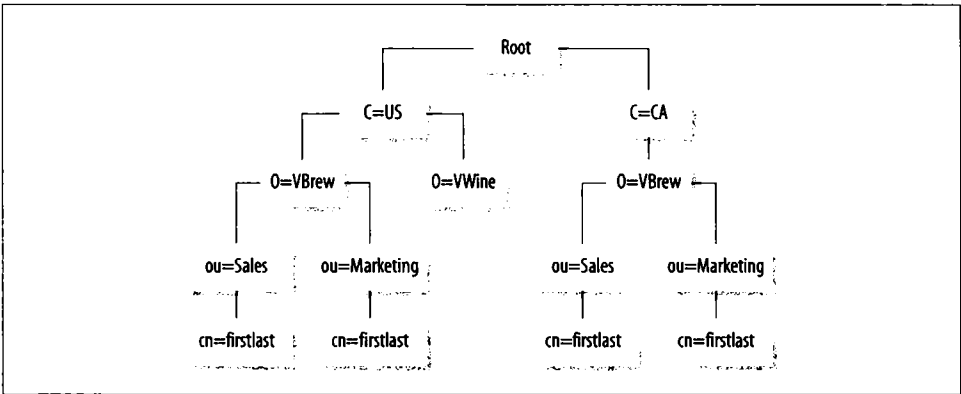 Root
C=US C=CA
O=VBrew O=VWine O=VBrew
ou=Sales ou=Marketing ou=Sales ou=Marketing
cn=firstlast cn=firstlast cn=firstlast cn=firstlast